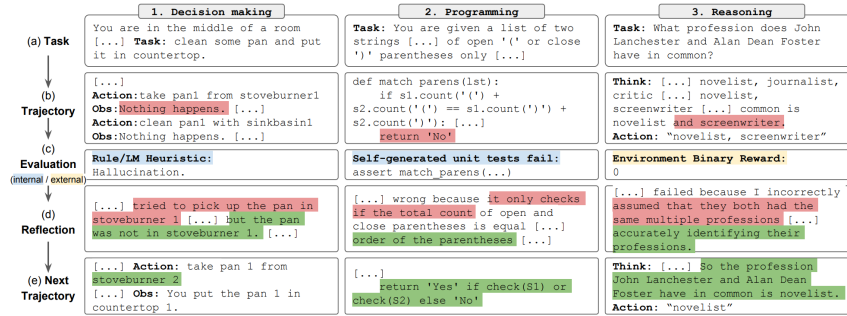 1. Decision making
2. Programming
3. Reasoning
(a) Task
You are in the middle of a room
[...] Task: clean some pan and put
it in countertop.
Task: You are given a list of two
strings [...] of open '(' or close
')' parentheses only [...]
Task: What profession does John
Lanchester and Alan Dean Foster
have in common?
(b)
Trajectory
[...]
Action:take pan1 from stoveburner1
Obs:Nothing happens. [...]
Action:clean pan1 with sinkbasin1
Obs:Nothing happens. [...]
def match_parens(lst):
if s1.count('(') +
s2.count('(') == s1.count(')') +
s2.count(')'): [...]
return 'No'
Think: [...] novelist, journalist,
critic [...] novelist,
screenwriter [...] common is
novelist and screenwriter.
Action: “novelist, screenwriter”
(c)
Evaluation
(internal / external)
Rule/LM Heuristic:
Hallucination.
Self-generated unit tests fail:
assert match_parens(...)
Environment Binary Reward:
0
(d)
Reflection
[...] tried to pick up the pan in
stoveburner 1 [...] but the pan
was not in stoveburner 1. [...]
[...] wrong because it only checks
if the total count of open and
close parentheses is equal [...]
order of the parentheses [...]
[...] failed because I incorrectly
assumed that they both had the
same multiple professions [...]
accurately identifying their
professions.
(e) Next
Trajectory
[...] Action: take pan 1 from
stoveburner 2
[...] Obs: You put the pan 1 in
countertop 1.
[...]
return 'Yes' if check(S1) or
check(S2) else 'No'
Think: [...] So the profession
John Lanchester and Alan Dean
Foster have in common is novelist.
Action: “novelist”